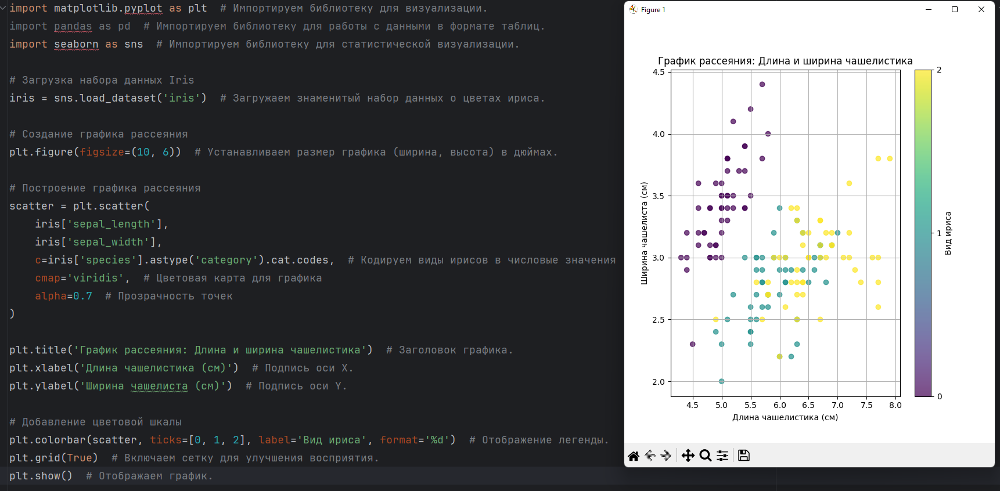 import matplotlib.pyplot as plt  # Импортируем библиотеку для визуализации.
import pandas as pd  # Импортируем библиотеку для работы с данными в формате таблиц.
import seaborn as sns  # Импортируем библиотеку для статистической визуализации.
# Загрузка набора данных Iris
iris = sns.load_dataset('iris')  # Загружаем знаменитый набор данных о цветах ириса.
# Создание графика рассеяния
plt.figure(figsize=(10, 6))  # Устанавливаем размер графика (ширина, высота) в дюймах.
# Построение графика рассеяния
scatter = plt.scatter(
    iris['sepal_length'],
    iris['sepal_width'],
    c=iris['species'].astype('category').cat.codes,  # Кодируем виды ирисов в числовые значения
    cmap='viridis',  # Цветовая карта для графика
    alpha=0.7  # Прозрачность точек
)
plt.title('График рассеяния: Длина и ширина чашелистика')  # Заголовок графика.
plt.xlabel('Длина чашелистика (см)')  # Подпись оси X.
plt.ylabel('Ширина чашелиста (см)')  # Подпись оси Y.
# Добавление цветовой шкалы
plt.colorbar(scatter, ticks=[0, 1, 2], label='Вид ириса', format='%d')  # Отображение легенды.
plt.grid(True)  # Включаем сетку для улучшения восприятия.
plt.show()  # Отображаем график.
Figure 1
График рассеяния: Длина и ширина чашелистика
4.5
4.0
3.5
3.0
2.5
2.0
Ширина чашелиста (см)
4.5 5.0 5.5 6.0 6.5 7.0 7.5 8.0
Длина чашелистика (см)
2
1
0
Вид ириса